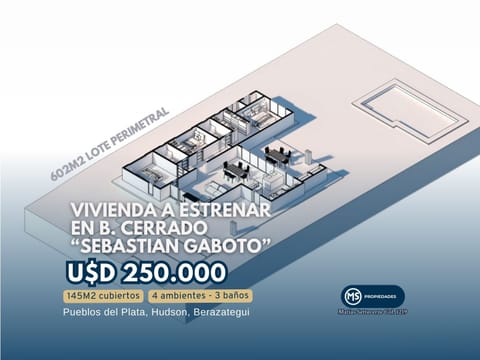 602M2 LOTE PERIMETRAL
VIVIENDA A ESTRENAR
EN B. CERRADO
“SEBASTIAN GABOTO”
U$D 250.000
145M2 cubiertos
4 ambientes - 3 baños
Pueblos del Plata, Hudson, Berazategui
MS PROPIEDADES
Matias